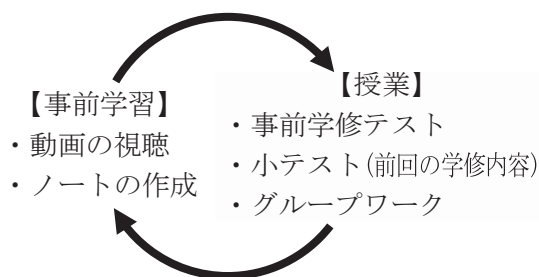 【事前学習】
・動画の視聴
・ノートの作成
【授業】
・事前学修テスト
・小テスト(前回の学修内容)
・グループワーク